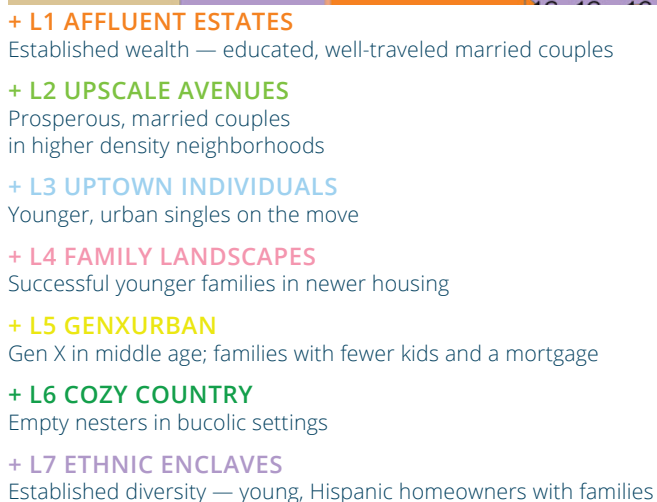 + L1 AFFLUENT ESTATES
Established wealth — educated, well-traveled married couples
+ L2 UPSCALE AVENUES
Prosperous, married couples
in higher density neighborhoods
+ L3 UPTOWN INDIVIDUALS
Younger, urban singles on the move
+ L4 FAMILY LANDSCAPES
Successful younger families in newer housing
+ L5 GENXURBAN
Gen X in middle age; families with fewer kids and a mortgage
+ L6 COZY COUNTRY
Empty nesters in bucolic settings
+ L7 ETHNIC ENCLAVES
Established diversity — young, Hispanic homeowners with families